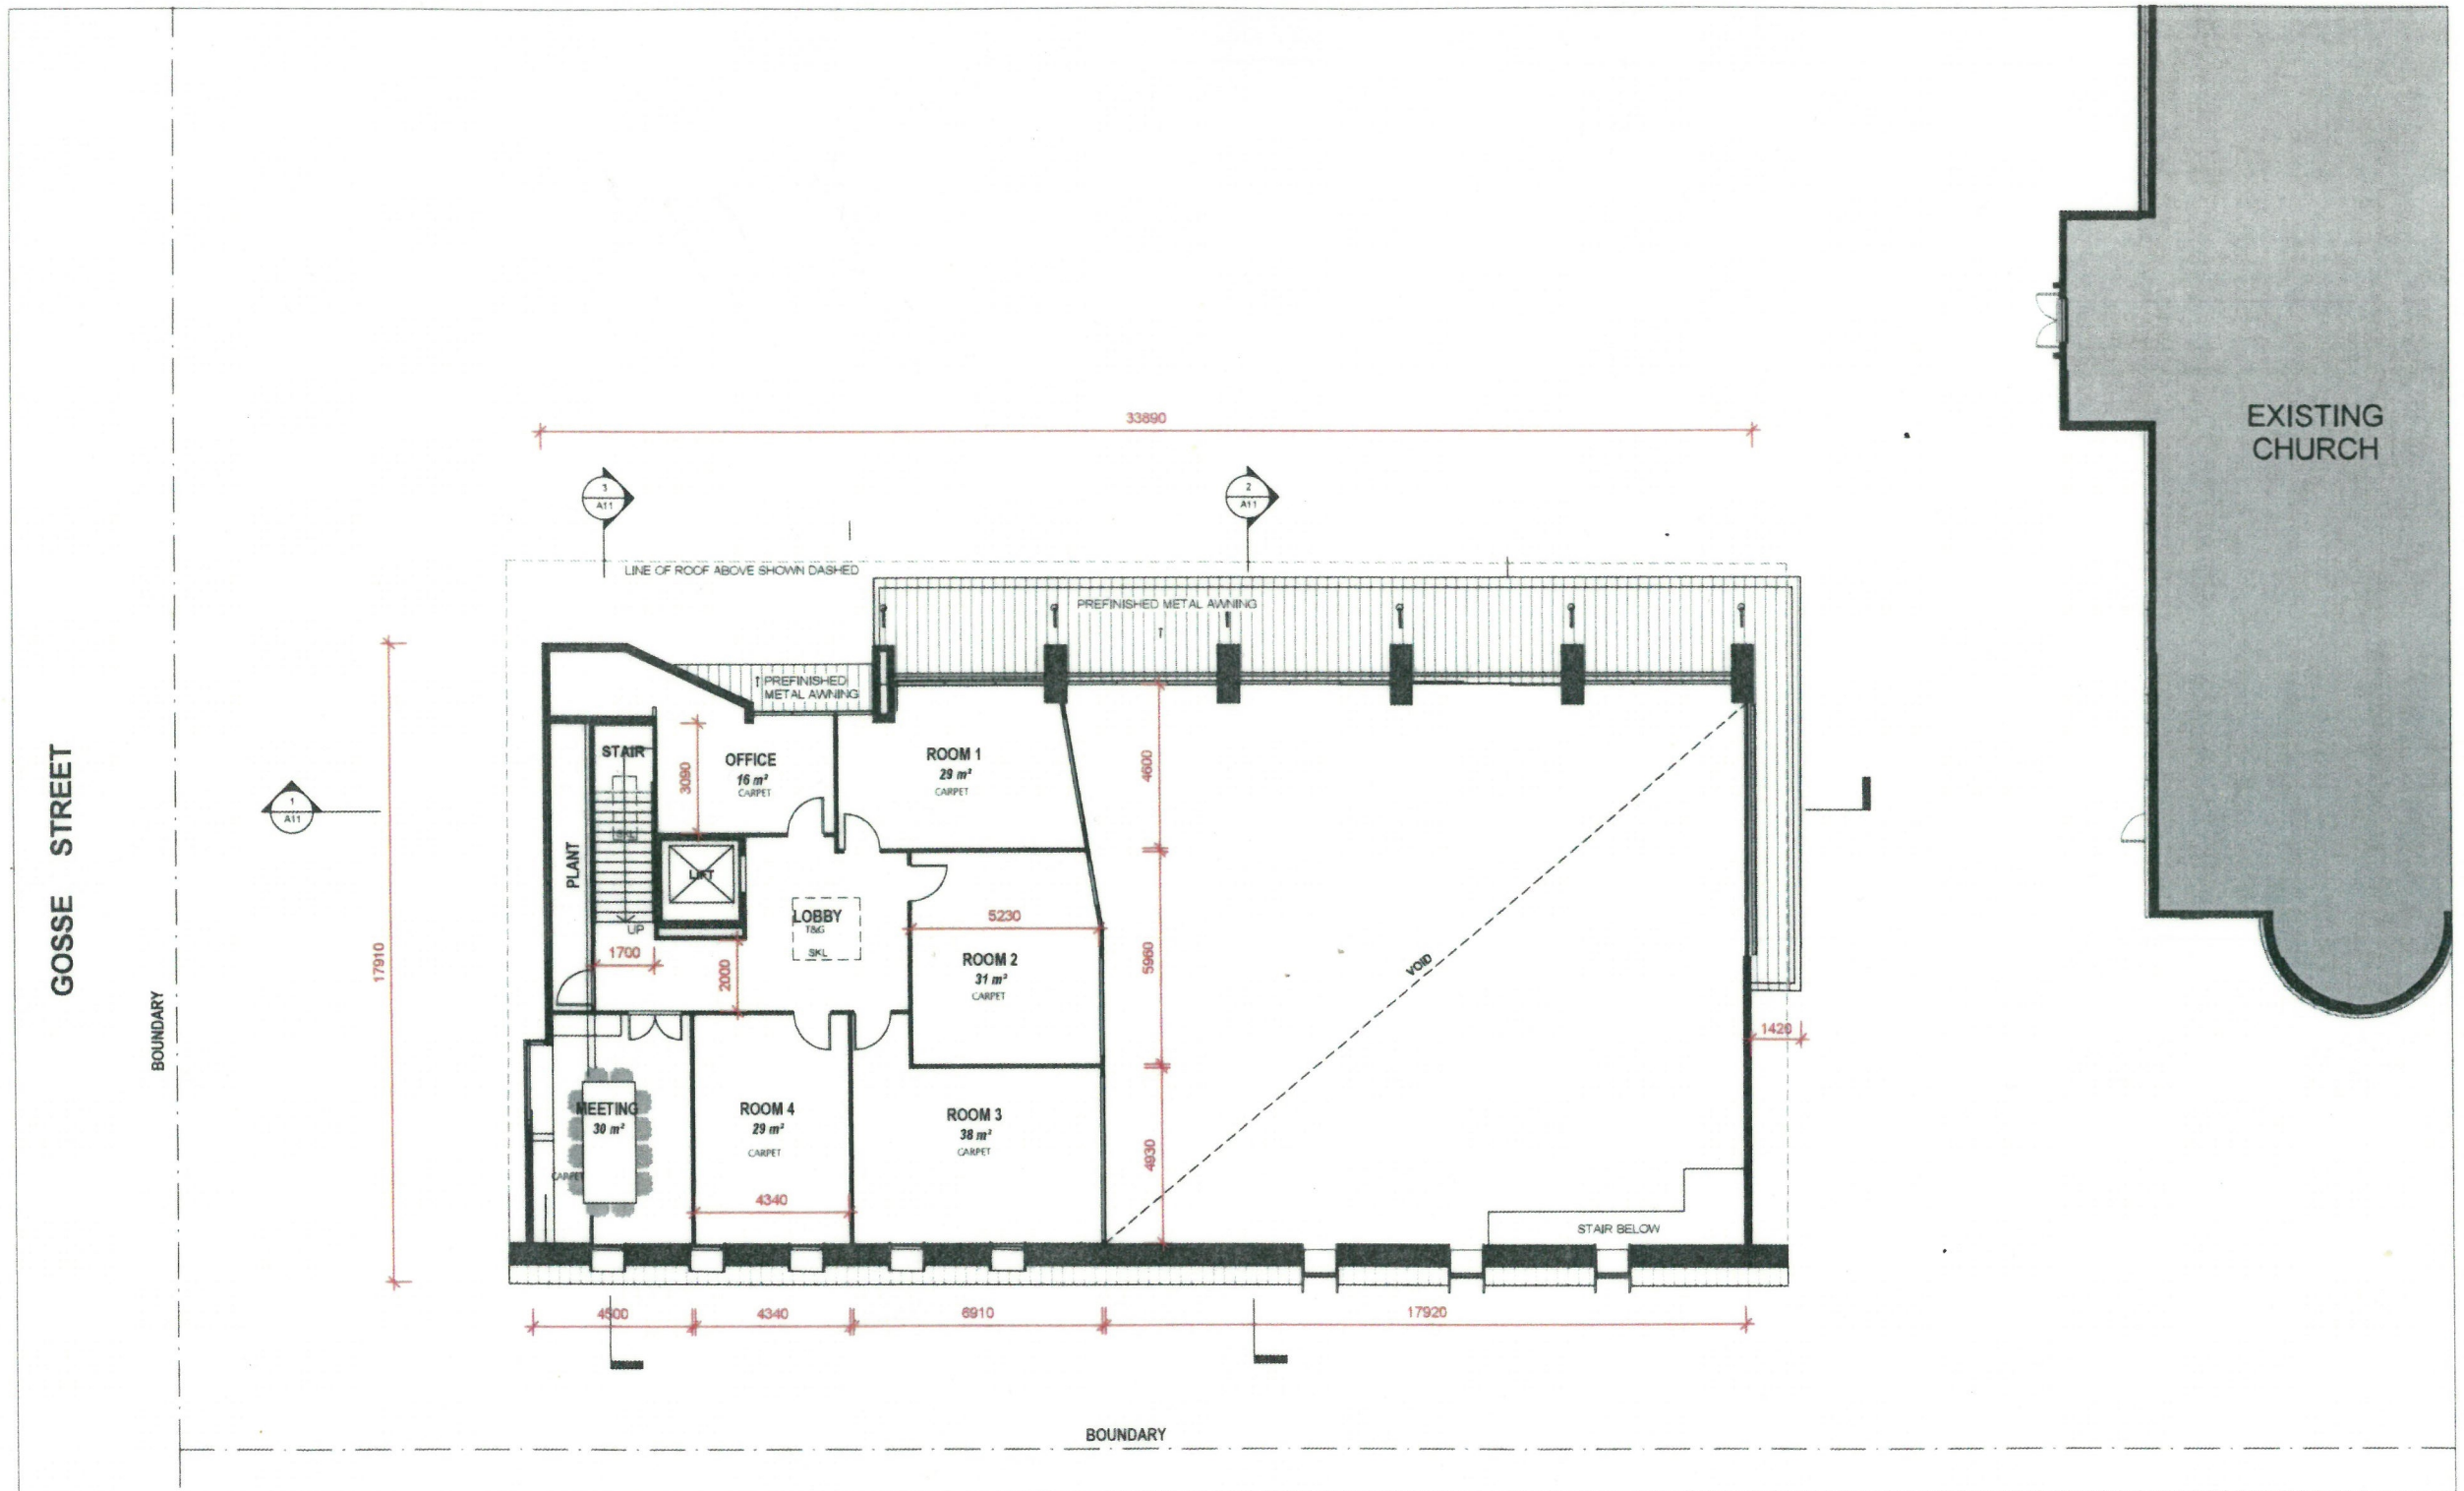 EXISTING
CHURCH
33890
3
A11
2
A11
LINE OF ROOF ABOVE SHOWN DASHED
PREFINISHED METAL AWNING
PREFINISHED
METAL AWNING
STAIR
OFFICE
16 m²
CARPET
ROOM 1
29 m²
CARPET
3090
4600
1
A11
GOSSE STREET
PLANT
LIFT
UP
LOBBY
T&G
SKL
5230
1700
2000
ROOM 2
31 m²
CARPET
5960
VOID
17910
BOUNDARY
1420
MEETING
30 m²
CARPET
ROOM 4
29 m²
CARPET
ROOM 3
38 m²
CARPET
4930
4340
STAIR BELOW
4500
4340
6910
17920
BOUNDARY